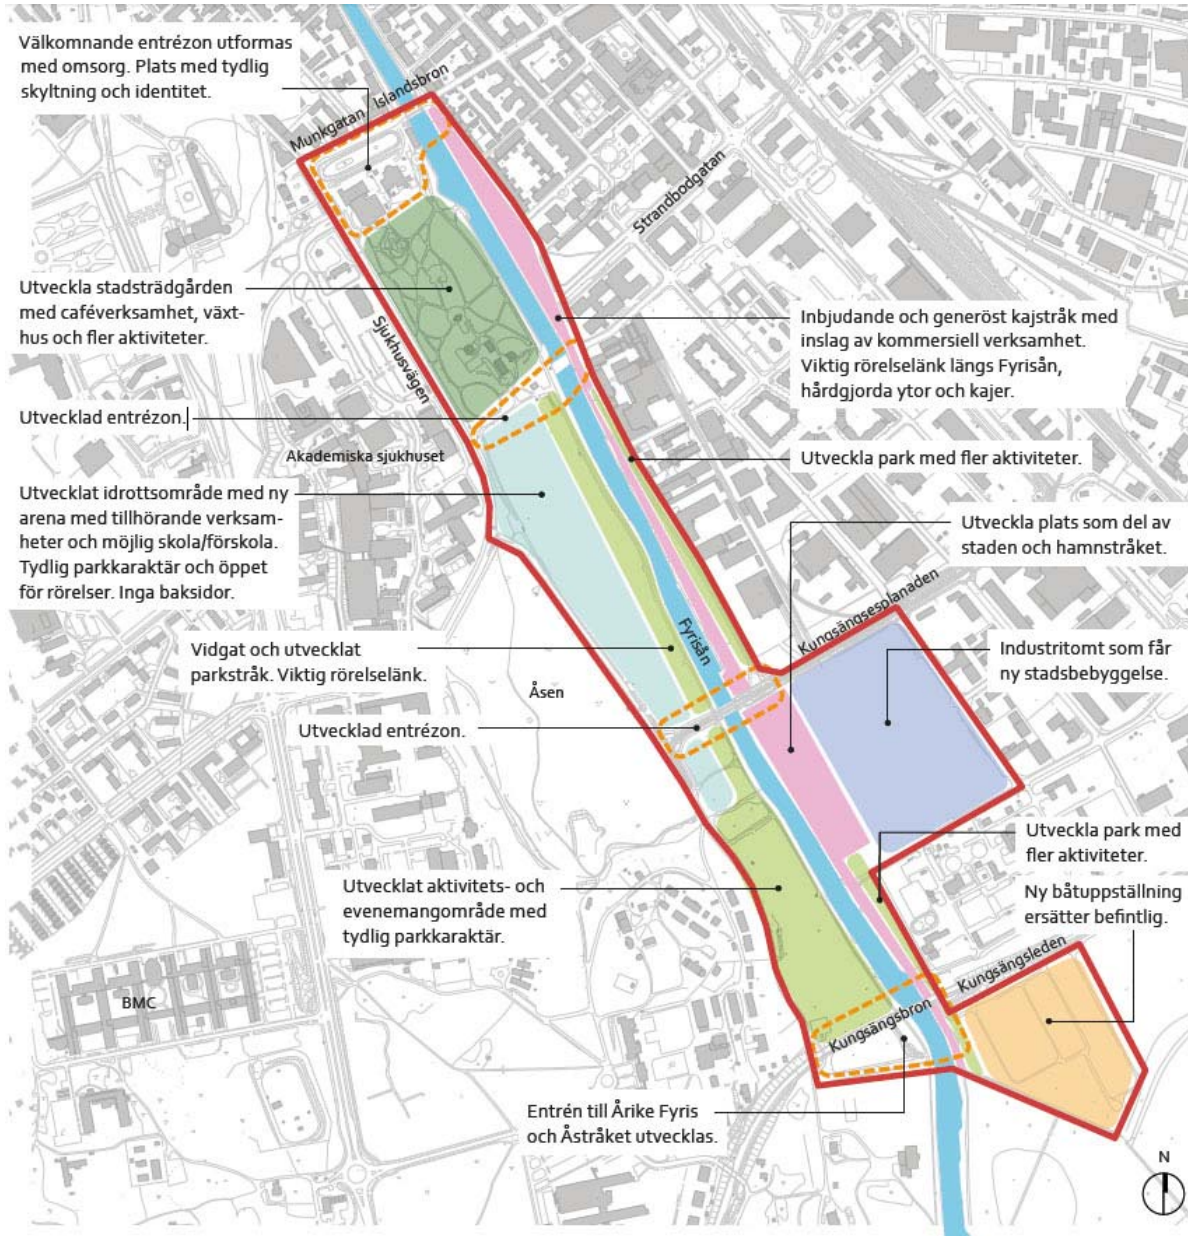 Välkomnande entrézon utformas
med omsorg. Plats med tydlig
skyltning och identitet.
Munkgatan
Islandsbron
Strandbodgatan
Utveckla stadsträdgården
med caféverksamhet, växt-
hus och fler aktiviteter.
Sjukhusvägen
Inbjudande och generöst kajstråk med
inslag av kommersiell verksamhet.
Viktig rörelselänk längs Fyrisån,
hårdgjorda ytor och kajer.
Utvecklad entrézon.
Akademiska sjukhuset
Utveckla park med fler aktiviteter.
Utvecklat idrottsområde med ny
arena med tillhörande verksam-
heter och möjlig skola/förskola.
Tydlig parkkaraktär och öppet
för rörelser. Inga baksidor.
Utveckla plats som del av
staden och hamnstråket.
Kungsängsesplanaden
Fyrisån
Vidgat och utvecklat
parkstråk. Viktig rörelselänk.
Industritomt som får
ny stadsbebyggelse.
Åsen
Utvecklad entrézon.
Utveckla park med
fler aktiviteter.
Utvecklat aktivitets- och
evenemangområde med
tydlig parkkaraktär.
Ny båtuppställning
ersätter befintlig.
Kungsängsleden
BMC
Kungsängsbron
Entrén till Årike Fyris
och Åstråket utvecklas.
N